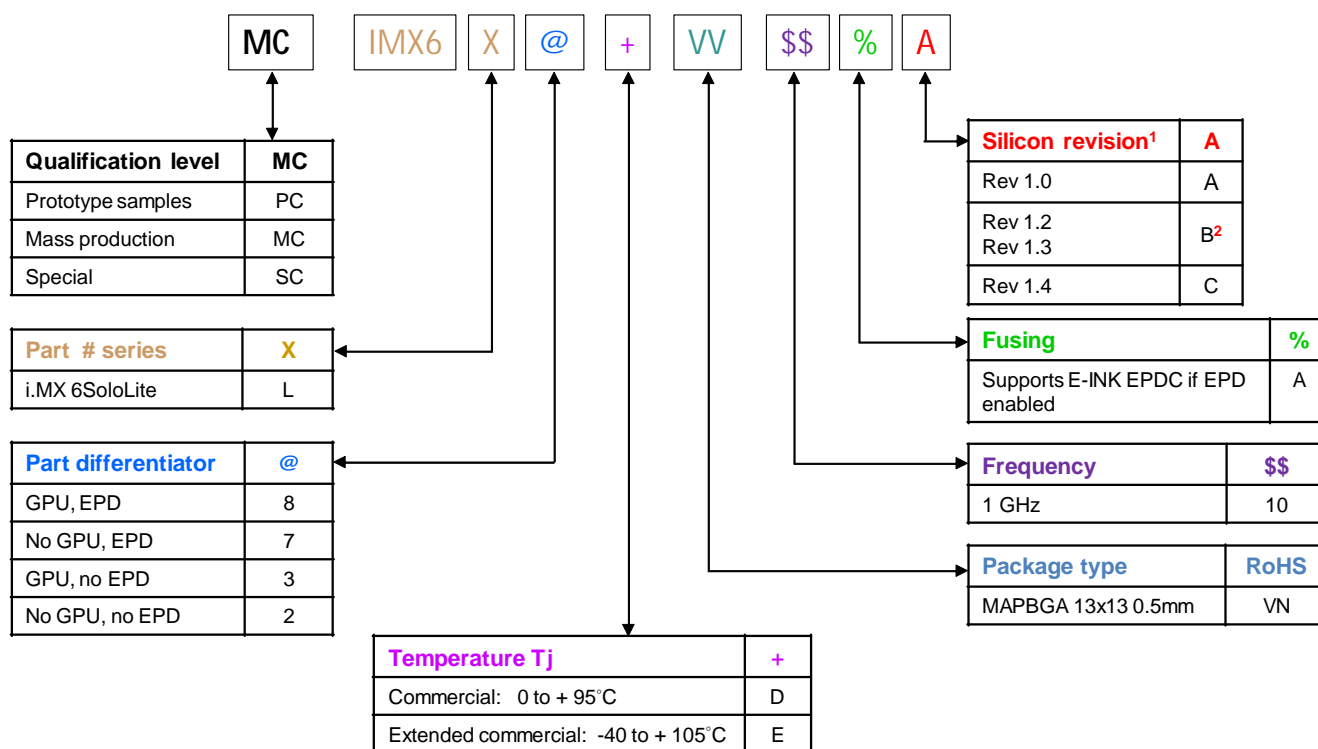 MC IMX6 X @ + VV $$ % A
Qualification level MC
Prototype samples PC
Mass production MC
Special SC
Part # series X
i.MX 6SoloLite L
Part differentiator @
GPU, EPD 8
No GPU, EPD 7
GPU, no EPD 3
No GPU, no EPD 2
Temperature Tj +
Commercial: 0 to + 95°C D
Extended commercial: -40 to + 105°C E
Silicon revision¹ A
Rev 1.0 A
Rev 1.2
Rev 1.3 B²
Rev 1.4 C
Fusing %
Supports E-INK EPDC if EPD A
enabled
Frequency $$
1 GHz 10
Package type RoHS
MAPBGA 13x13 0.5mm VN